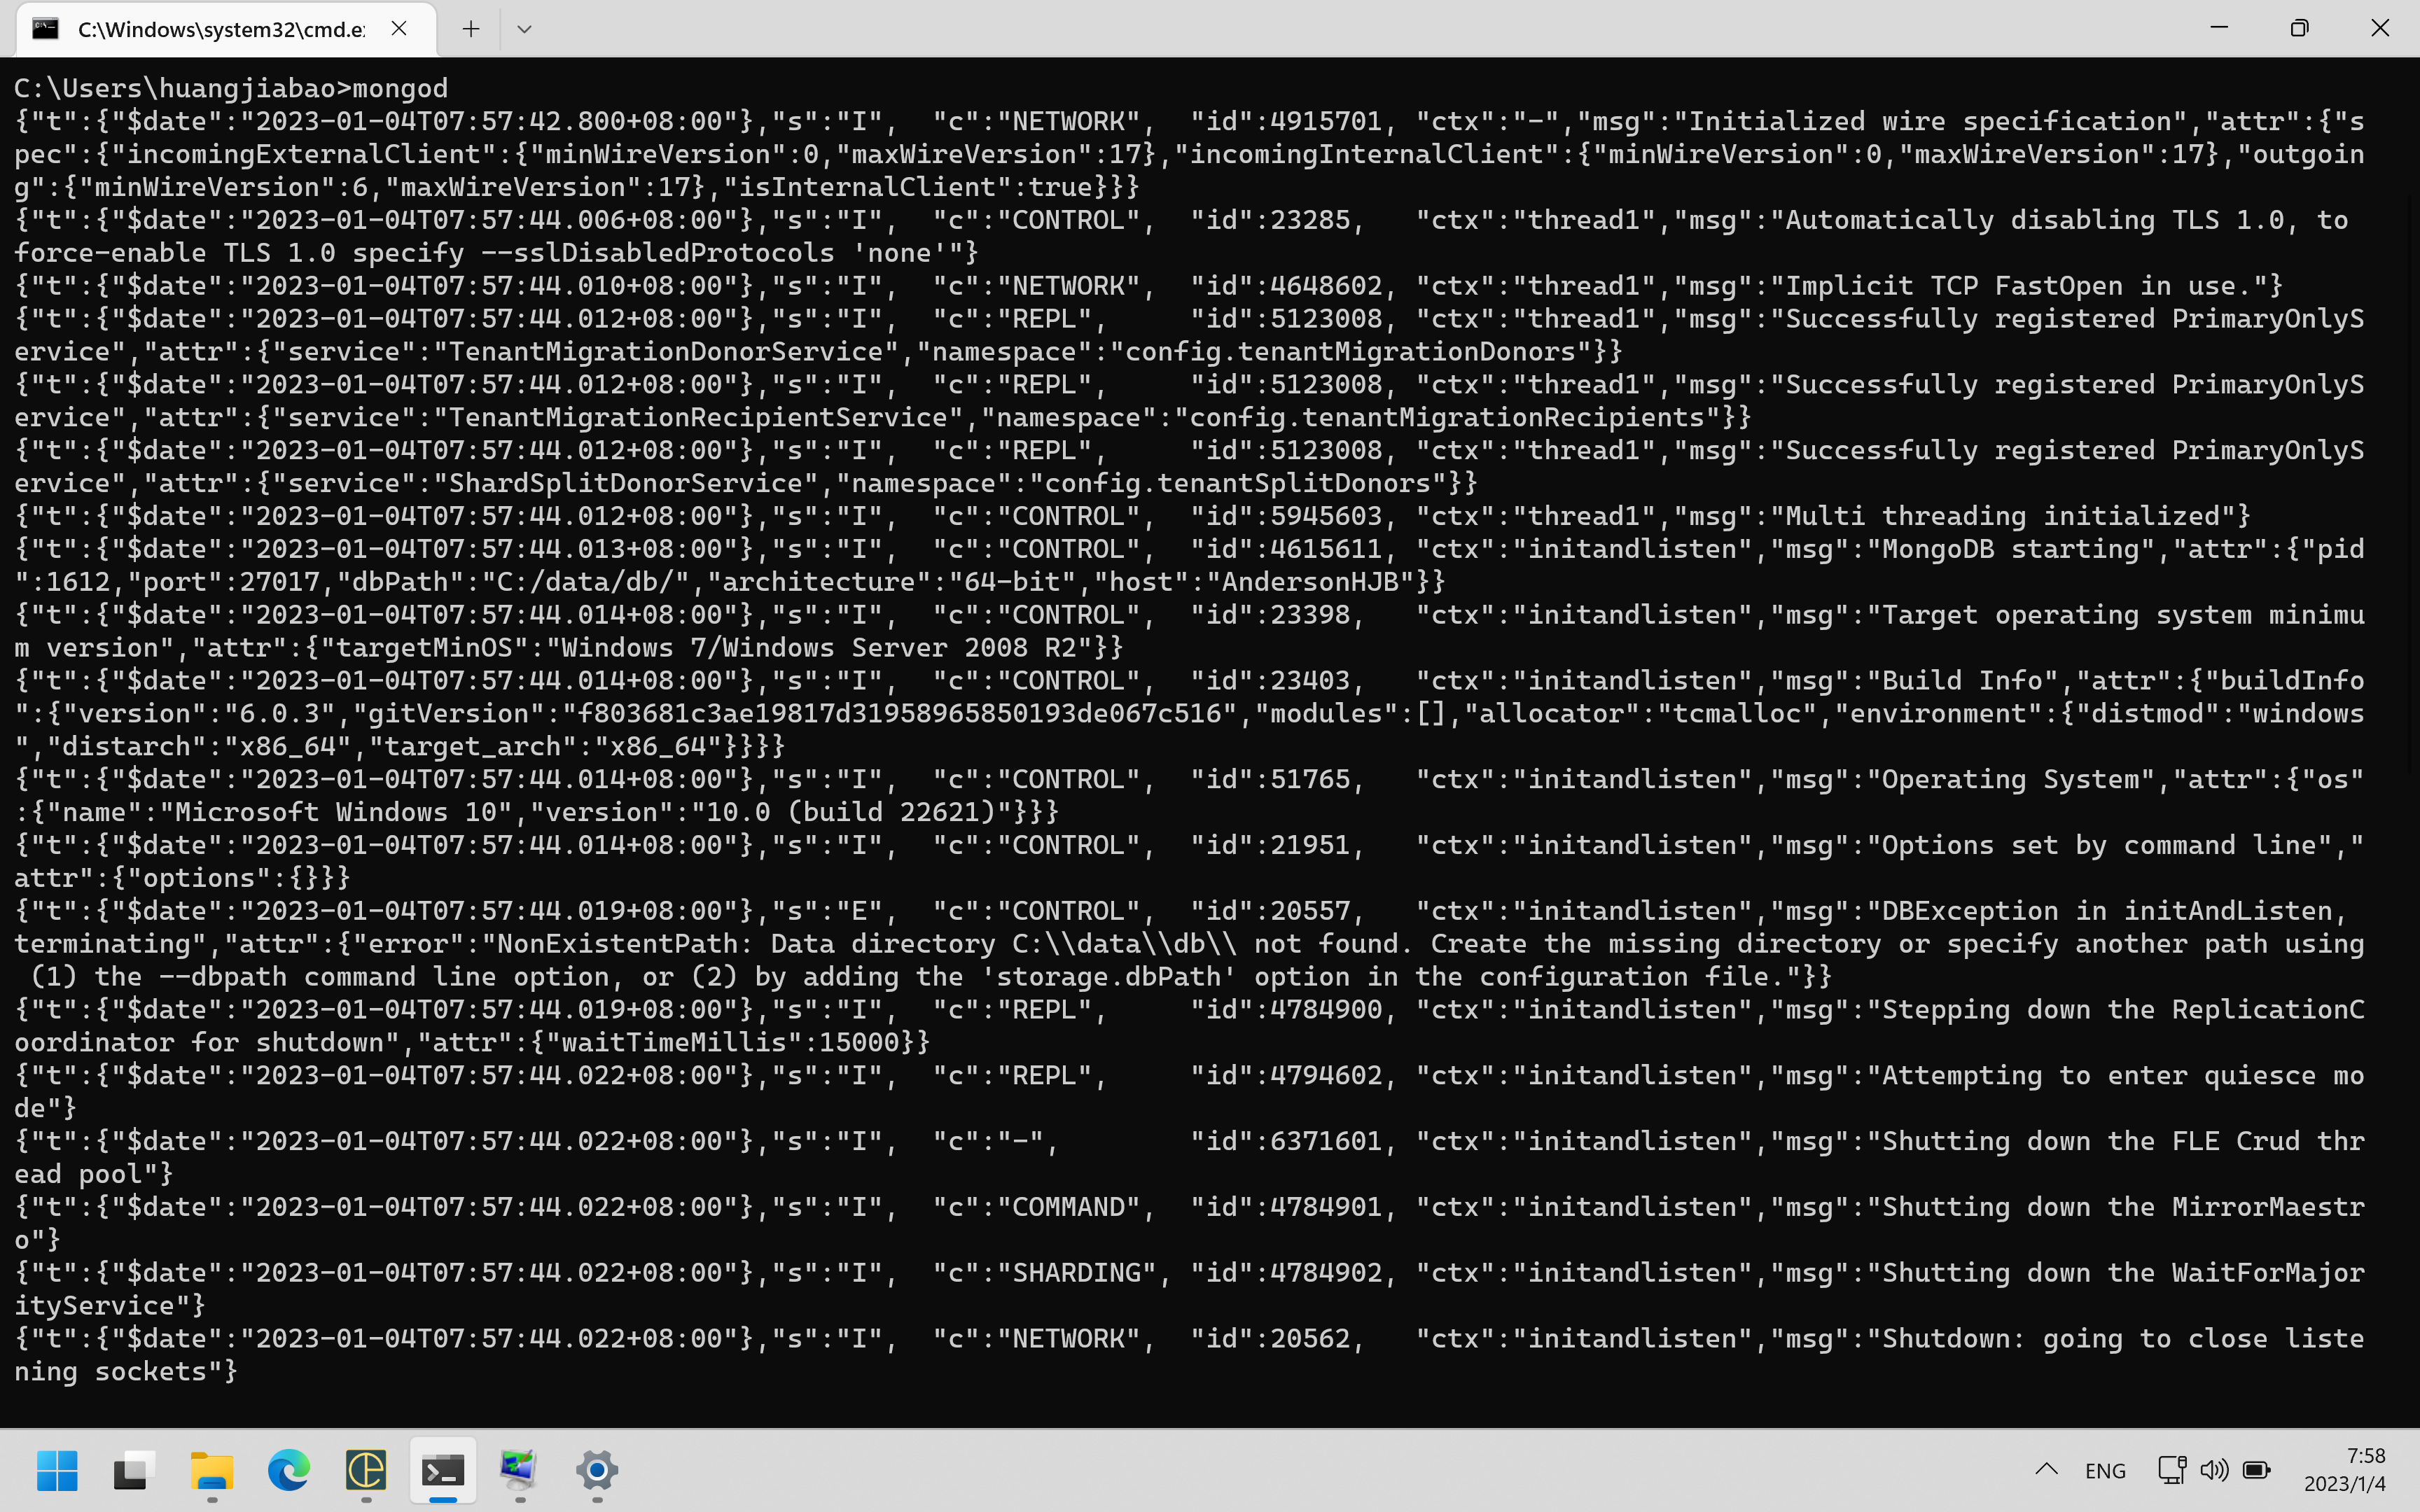 C:\Windows\system32\cmd.e
C:\Users\huangjiabao>mongod
{"t":{"$date":"2023-01-04T07:57:42.800+08:00"},"s":"I",  "c":"NETWORK",  "id":4915701, "ctx":"-","msg":"Initialized wire specification","attr":{"s
pec":{"incomingExternalClient":{"minWireVersion":0,"maxWireVersion":17},"incomingInternalClient":{"minWireVersion":0,"maxWireVersion":17},"outgoin
g":{"minWireVersion":6,"maxWireVersion":17},"isInternalClient":true}}}
{"t":{"$date":"2023-01-04T07:57:44.006+08:00"},"s":"I",  "c":"CONTROL",  "id":23285,   "ctx":"thread1","msg":"Automatically disabling TLS 1.0, to
force-enable TLS 1.0 specify --sslDisabledProtocols 'none'"}
{"t":{"$date":"2023-01-04T07:57:44.010+08:00"},"s":"I",  "c":"NETWORK",  "id":4648602, "ctx":"thread1","msg":"Implicit TCP FastOpen in use."}
{"t":{"$date":"2023-01-04T07:57:44.012+08:00"},"s":"I",  "c":"REPL",     "id":5123008, "ctx":"thread1","msg":"Successfully registered PrimaryOnlyS
ervice","attr":{"service":"TenantMigrationDonorService","namespace":"config.tenantMigrationDonors"}}
{"t":{"$date":"2023-01-04T07:57:44.012+08:00"},"s":"I",  "c":"REPL",     "id":5123008, "ctx":"thread1","msg":"Successfully registered PrimaryOnlyS
ervice","attr":{"service":"TenantMigrationRecipientService","namespace":"config.tenantMigrationRecipients"}}
{"t":{"$date":"2023-01-04T07:57:44.012+08:00"},"s":"I",  "c":"REPL",     "id":5123008, "ctx":"thread1","msg":"Successfully registered PrimaryOnlyS
ervice","attr":{"service":"ShardSplitDonorService","namespace":"config.tenantSplitDonors"}}
{"t":{"$date":"2023-01-04T07:57:44.012+08:00"},"s":"I",  "c":"CONTROL",  "id":5945603, "ctx":"thread1","msg":"Multi threading initialized"}
{"t":{"$date":"2023-01-04T07:57:44.013+08:00"},"s":"I",  "c":"CONTROL",  "id":4615611, "ctx":"initandlisten","msg":"MongoDB starting","attr":{"pid
":1612,"port":27017,"dbPath":"C:/data/db/","architecture":"64-bit","host":"AndersonHJB"}}
{"t":{"$date":"2023-01-04T07:57:44.014+08:00"},"s":"I",  "c":"CONTROL",  "id":23398,   "ctx":"initandlisten","msg":"Target operating system minimu
m version","attr":{"targetMinOS":"Windows 7/Windows Server 2008 R2"}}
{"t":{"$date":"2023-01-04T07:57:44.014+08:00"},"s":"I",  "c":"CONTROL",  "id":23403,   "ctx":"initandlisten","msg":"Build Info","attr":{"buildInfo
":{"version":"6.0.3","gitVersion":"f803681c3ae19817d31958965850193de067c516","modules":[],"allocator":"tcmalloc","environment":{"distmod":"windows
","distarch":"x86_64","target_arch":"x86_64"}}}}
{"t":{"$date":"2023-01-04T07:57:44.014+08:00"},"s":"I",  "c":"CONTROL",  "id":51765,   "ctx":"initandlisten","msg":"Operating System","attr":{"os"
:{"name":"Microsoft Windows 10","version":"10.0 (build 22621)"}}}
{"t":{"$date":"2023-01-04T07:57:44.014+08:00"},"s":"I",  "c":"CONTROL",  "id":21951,   "ctx":"initandlisten","msg":"Options set by command line","
attr":{"options":{}}}
{"t":{"$date":"2023-01-04T07:57:44.019+08:00"},"s":"E",  "c":"CONTROL",  "id":20557,   "ctx":"initandlisten","msg":"DBException in initAndListen,
terminating","attr":{"error":"NonExistentPath: Data directory C:\\data\\db\\ not found. Create the missing directory or specify another path using
 (1) the --dbpath command line option, or (2) by adding the 'storage.dbPath' option in the configuration file."}}
{"t":{"$date":"2023-01-04T07:57:44.019+08:00"},"s":"I",  "c":"REPL",     "id":4784900, "ctx":"initandlisten","msg":"Stepping down the ReplicationC
oordinator for shutdown","attr":{"waitTimeMillis":15000}}
{"t":{"$date":"2023-01-04T07:57:44.022+08:00"},"s":"I",  "c":"REPL",     "id":4794602, "ctx":"initandlisten","msg":"Attempting to enter quiesce mo
de"}
{"t":{"$date":"2023-01-04T07:57:44.022+08:00"},"s":"I",  "c":"-",        "id":6371601, "ctx":"initandlisten","msg":"Shutting down the FLE Crud thr
ead pool"}
{"t":{"$date":"2023-01-04T07:57:44.022+08:00"},"s":"I",  "c":"COMMAND",  "id":4784901, "ctx":"initandlisten","msg":"Shutting down the MirrorMaestr
o"}
{"t":{"$date":"2023-01-04T07:57:44.022+08:00"},"s":"I",  "c":"SHARDING", "id":4784902, "ctx":"initandlisten","msg":"Shutting down the WaitForMajor
ityService"}
{"t":{"$date":"2023-01-04T07:57:44.022+08:00"},"s":"I",  "c":"NETWORK",  "id":20562,   "ctx":"initandlisten","msg":"Shutdown: going to close liste
ning sockets"}
ENG
7:58
2023/1/4